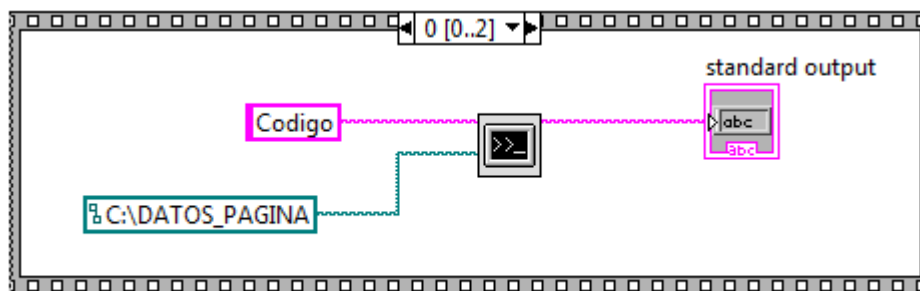 0 [0..2]
standard output
Codigo
>>_
abc
abc
C:\DATOS_PAGINA